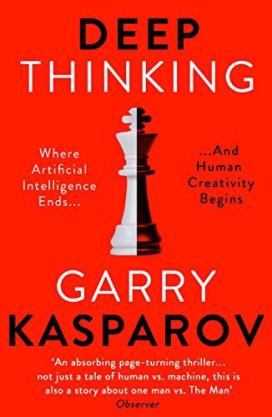 DEEP
THINKING
Where
Artificial
Intelligence
Ends...
...And
Human
Creativity
Begins
GARRY
KASPAROV
'An absorbing page-turning thriller...
not just a tale of human vs. machine, this is
also a story about one man vs. The Man'
Observer